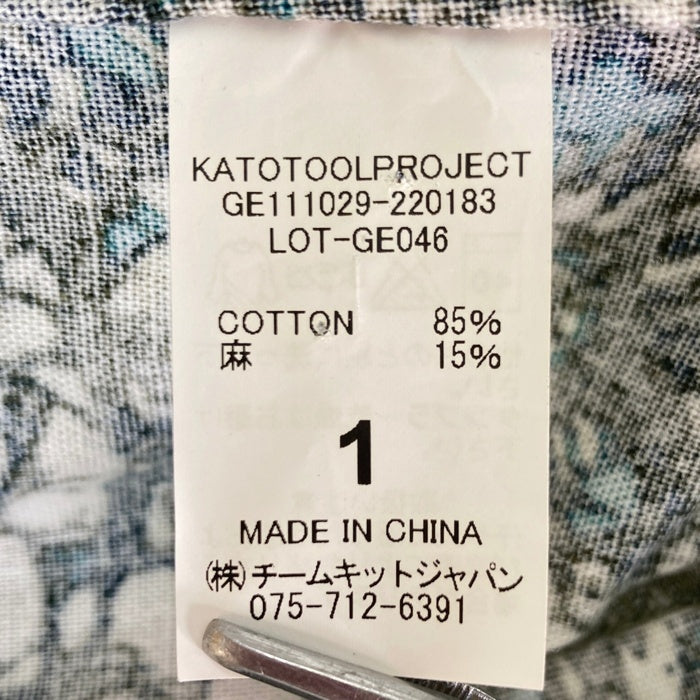 KATOTOOLPROJECT
GE111029-220183
LOT-GE046
COTTON 85%
麻 15%
1
MADE IN CHINA
(株)チームキットジャパン
075-712-6391